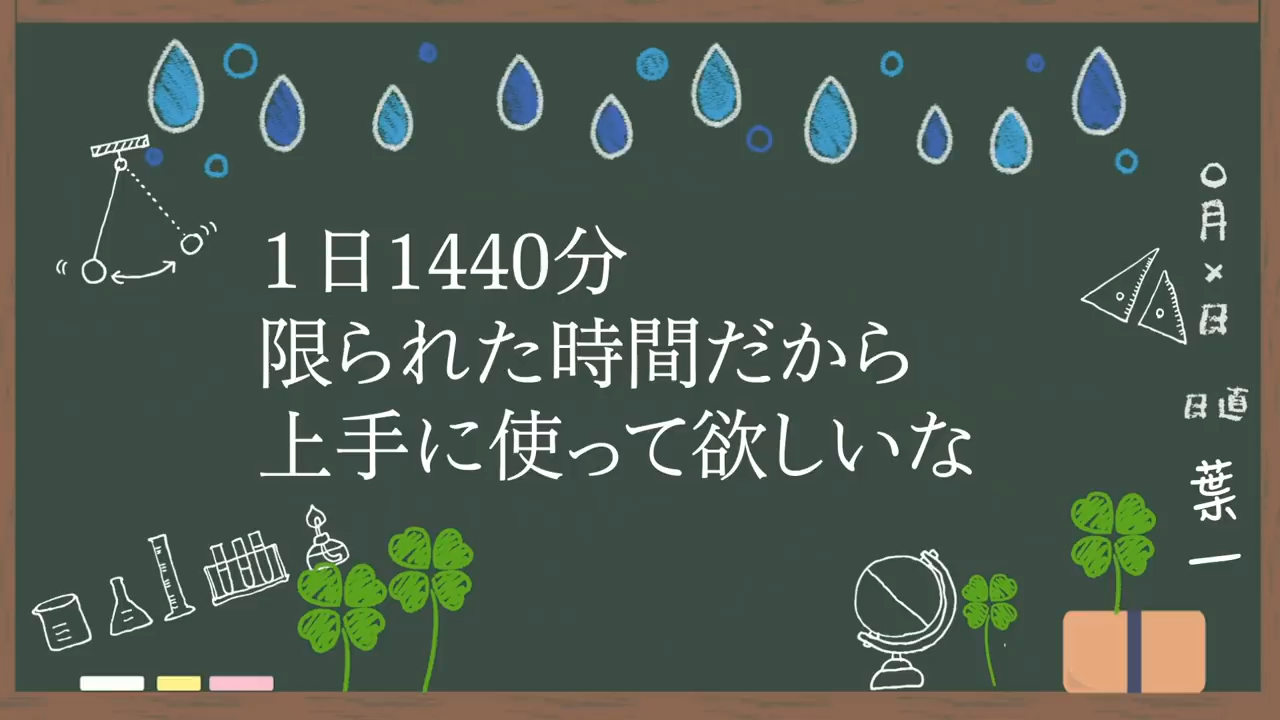 １日1440分
限られた時間だから
上手に使って欲しいな
〇月×日
日直
葉一